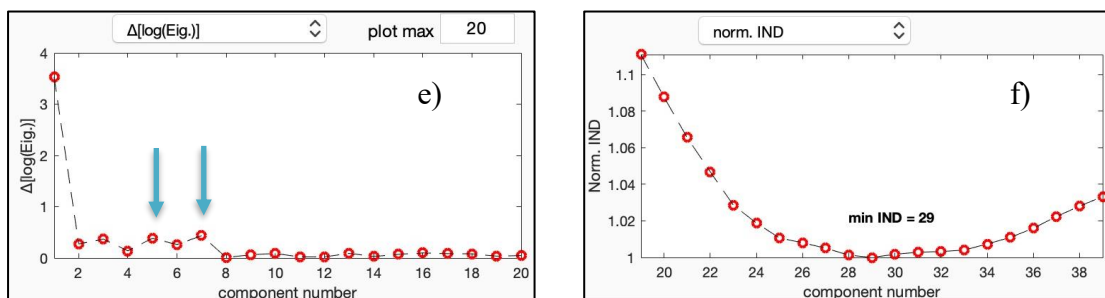 Δ[log(Eig.)]
plot max
20
4
3
2
1
0
Δ[log(Eig.)]
e)
2 4 6 8 10 12 14 16 18 20
component number
norm. IND
1.1
1.08
1.06
1.04
1.02
1
Norm. IND
f)
min IND = 29
20 22 24 26 28 30 32 34 36 38
component number